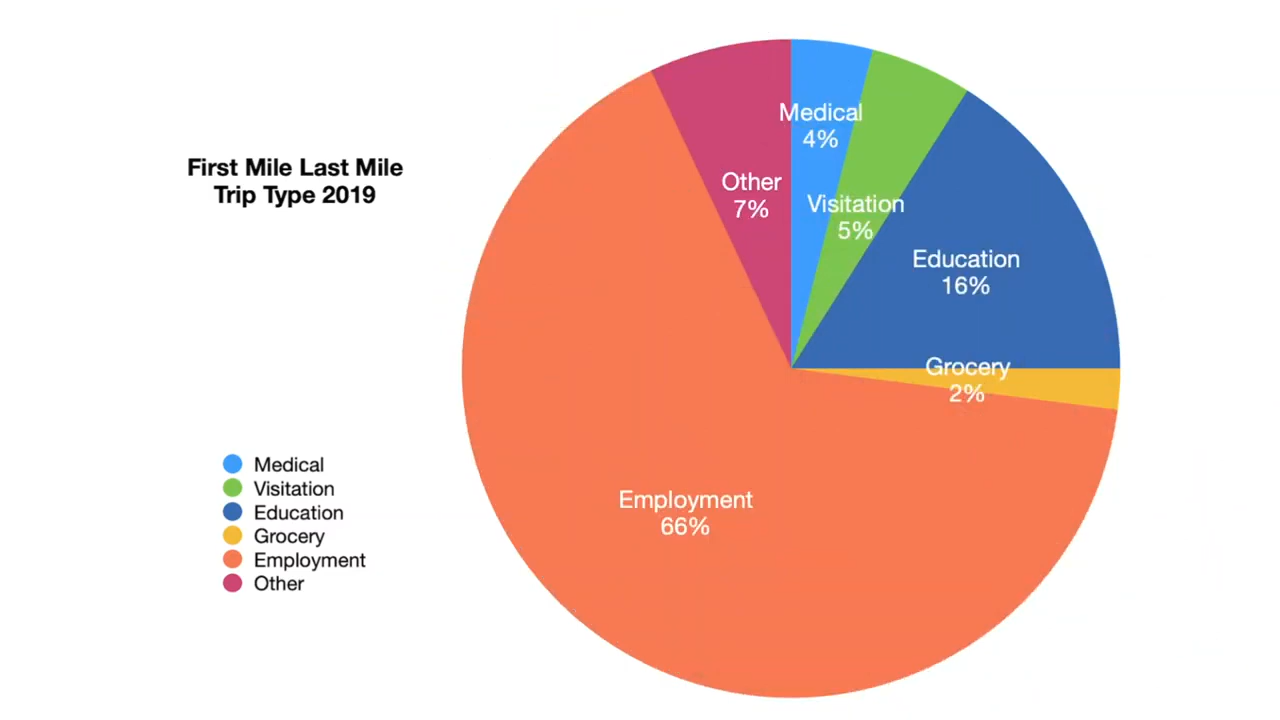 First Mile Last Mile
Trip Type 2019
Medical
4%
Visitation
5%
Education
16%
Grocery
2%
Employment
66%
Other
7%
Medical
Visitation
Education
Grocery
Employment
Other